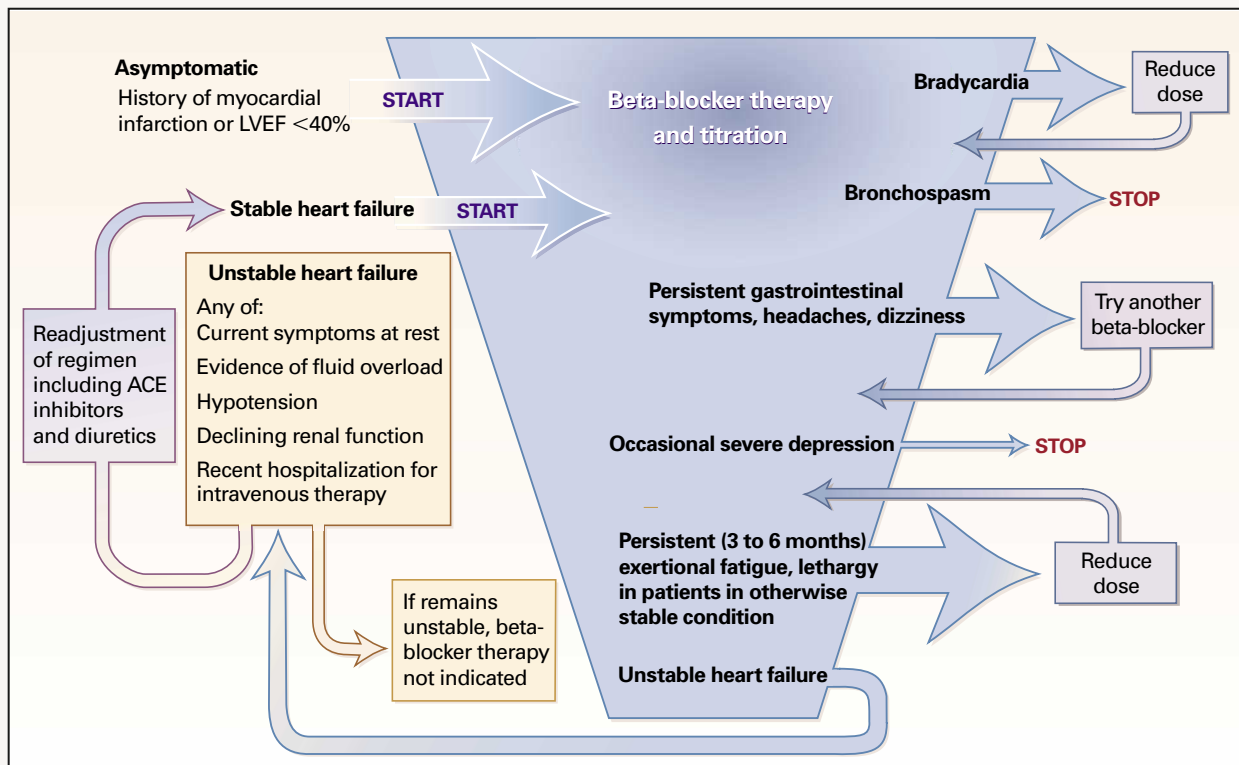 Asymptomatic
History of myocardial
infarction or LVEF <40%
START
Beta-blocker therapy
and titration
Bradycardia
Reduce
dose
Stable heart failure
START
Bronchospasm
STOP
Unstable heart failure
Any of:
Current symptoms at rest
Evidence of fluid overload
Hypotension
Declining renal function
Recent hospitalization for
intravenous therapy
Readjustment
of regimen
including ACE
inhibitors
and diuretics
Persistent gastrointestinal
symptoms, headaches, dizziness
Try another
beta-blocker
Occasional severe depression
STOP
Persistent (3 to 6 months)
exertional fatigue, lethargy
in patients in otherwise
stable condition
Reduce
dose
If remains
unstable, beta-
blocker therapy
not indicated
Unstable heart failure